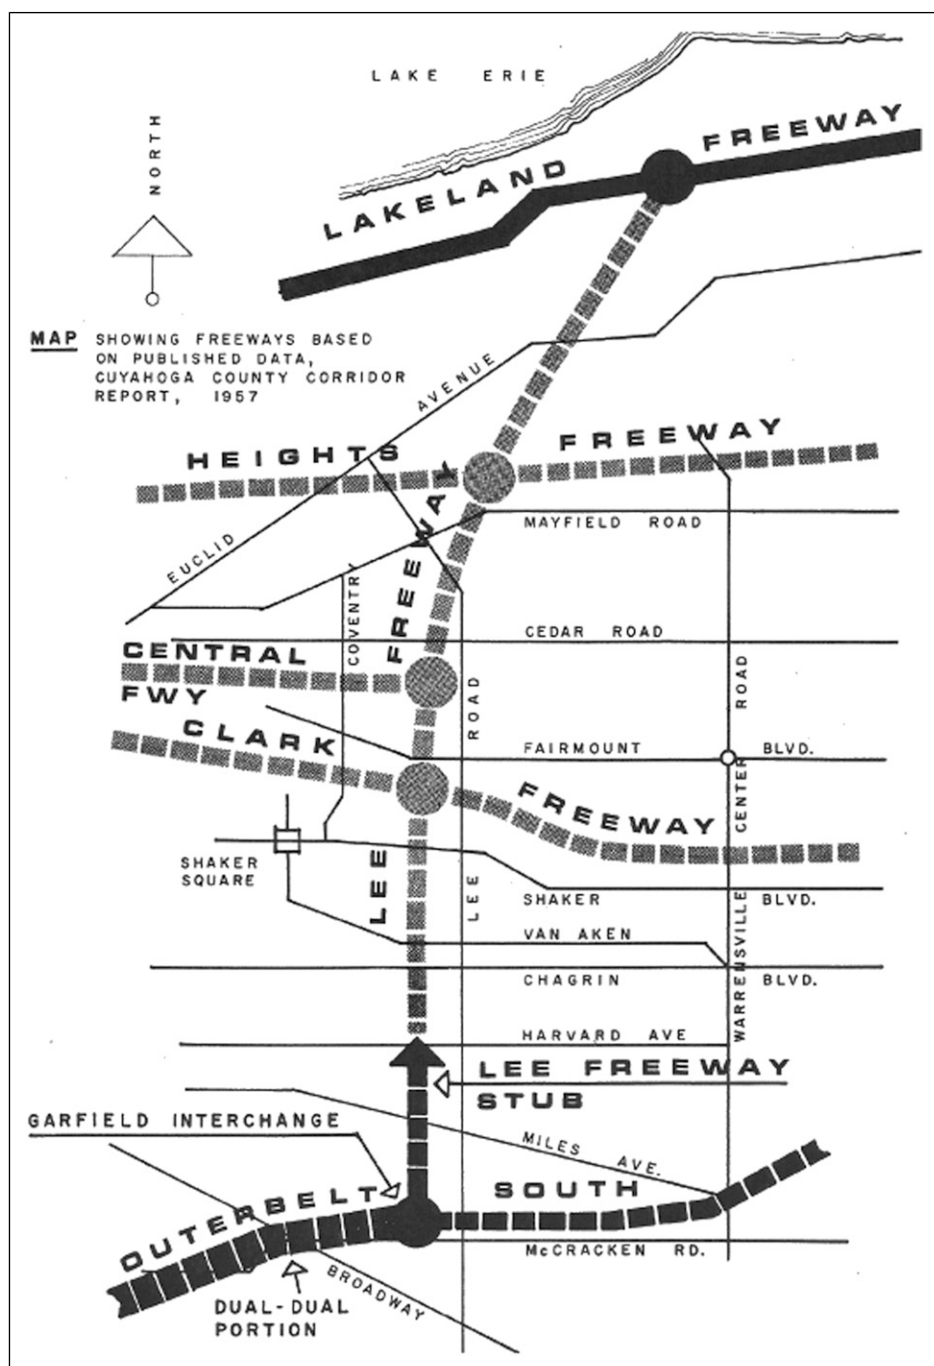 LAKE ERIE
NORTH
LAKELAND FREEWAY
MAP SHOWING FREEWAYS BASED
ON PUBLISHED DATA,
CUYAHOGA COUNTY CORRIDOR
REPORT, 1957
AVENUE
HEIGHTS FREEWAY
EUCLID
MAYFIELD ROAD
FREEWAY
COVENTRY
CEDAR ROAD
CENTRAL
FWY
ROAD
ROAD
CLARK
FAIRMOUNT BLVD.
FREEWAY
CENTER
SHAKER
SQUARE
LEE
LEE
SHAKER BLVD.
WARRENSVILLE
VAN AKEN
CHAGRIN BLVD.
HARVARD AVE
LEE FREEWAY
STUB
GARFIELD INTERCHANGE
MILES AVE.
OUTERBELT SOUTH
McCRACKEN RD.
BROADWAY
DUAL-DUAL
PORTION